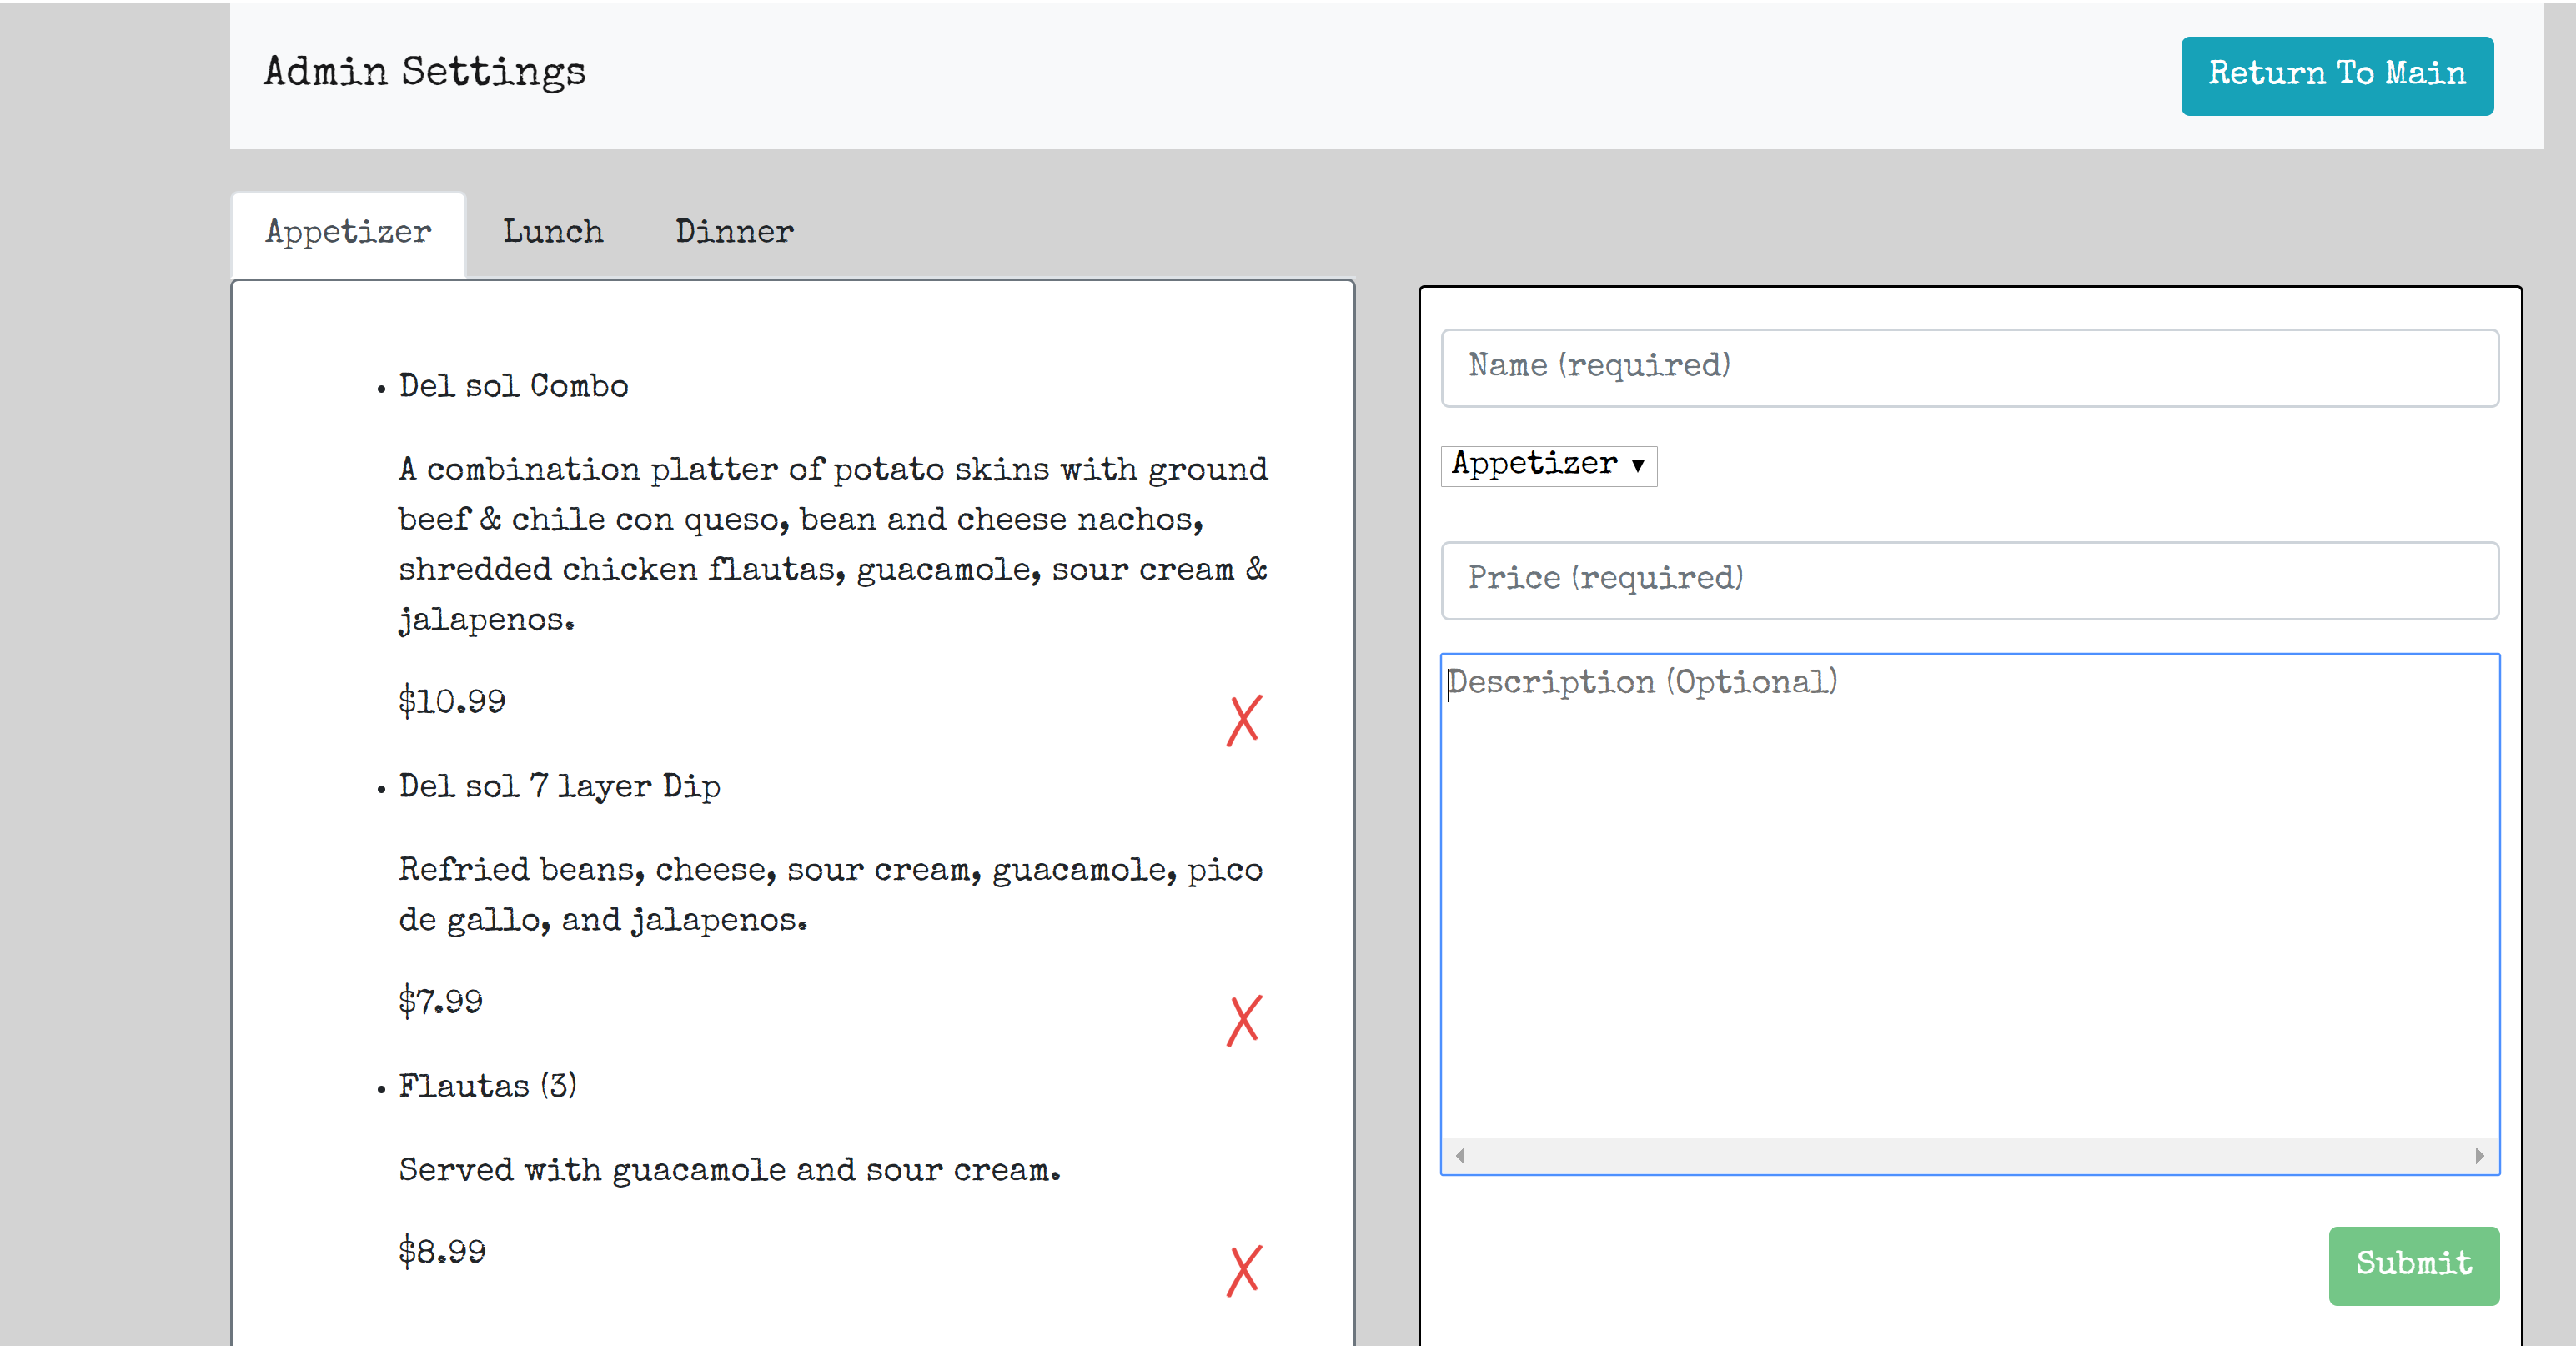 Admin Settings
Return To Main
Appetizer Lunch Dinner
• Del sol Combo
A combination platter of potato skins with ground
beef & chile con queso, bean and cheese nachos,
shredded chicken flautas, guacamole, sour cream &
jalapenos.
$10.99
• Del sol 7 layer Dip
Refried beans, cheese, sour cream, guacamole, pico
de gallo, and jalapenos.
$7.99
• Flautas (3)
Served with guacamole and sour cream.
$8.99
Name (required)
Appetizer
Price (required)
Description (Optional)
Submit